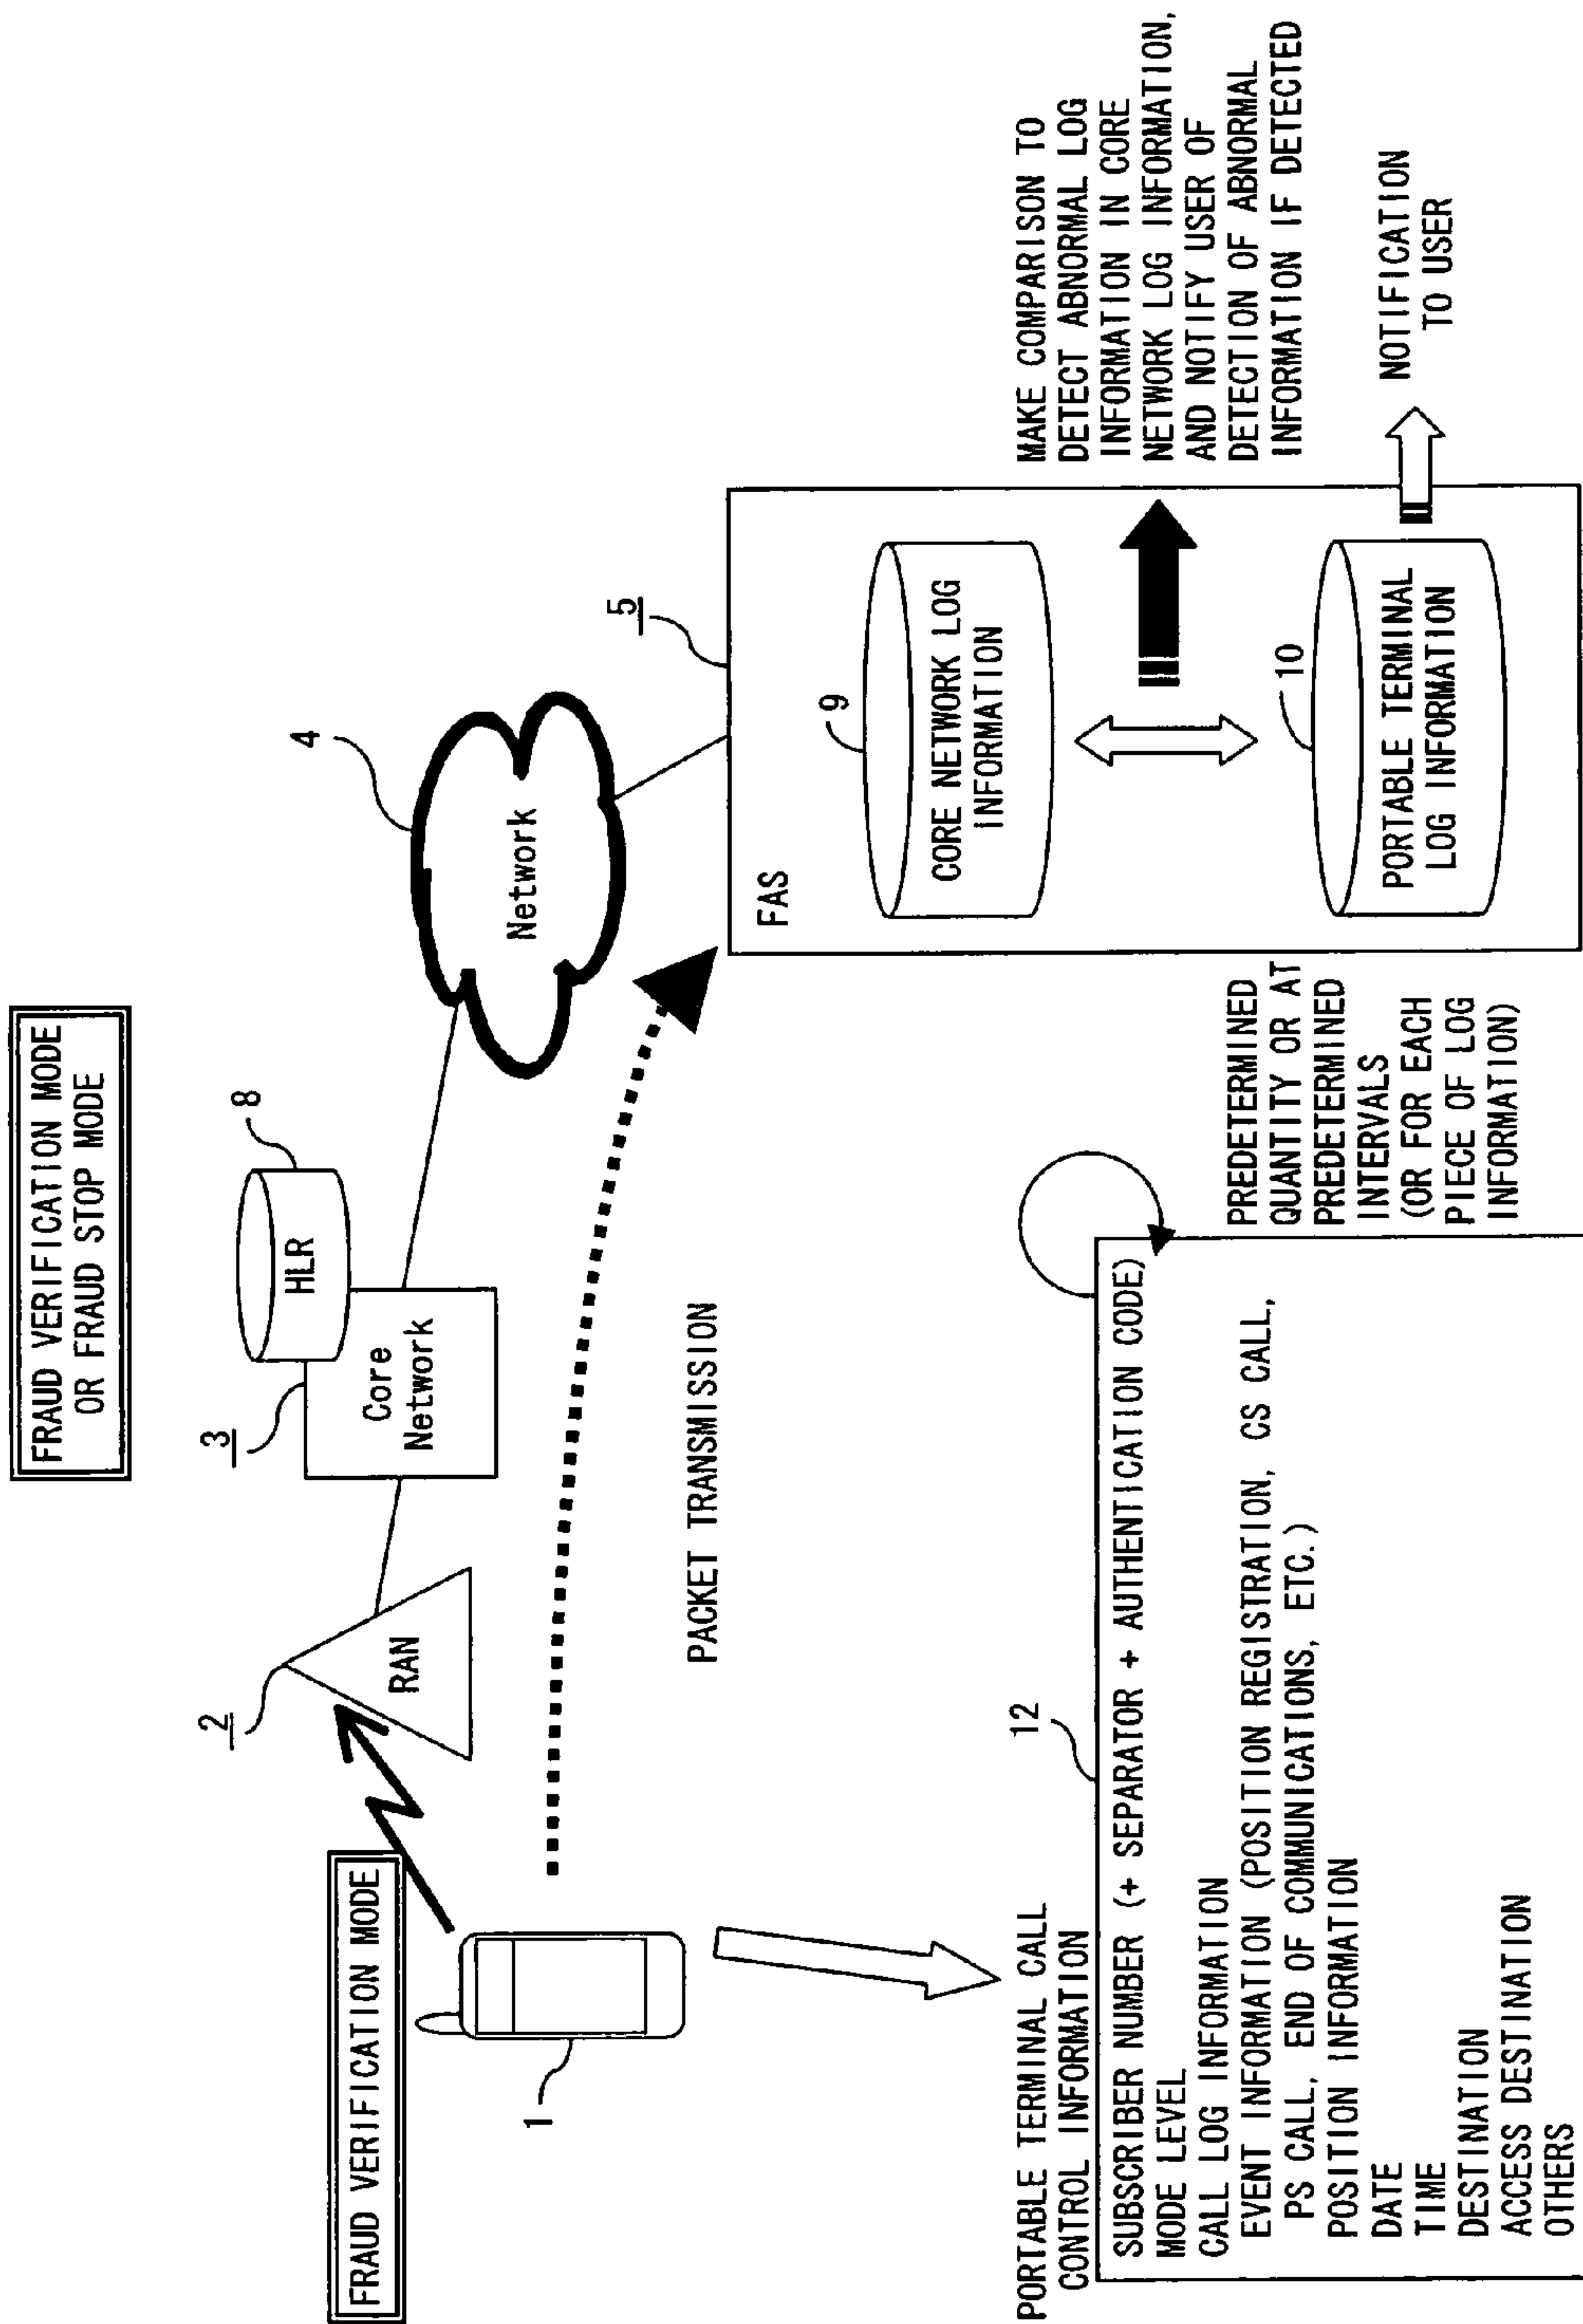 FRAUD VERIFICATION MODE
OR FRAUD STOP MODE
FRAUD VERIFICATION MODE
1
2
RAN
3
Core
Network
HLR
8
4
Network
PACKET TRANSMISSION
5
FAS
9
CORE NETWORK LOG
INFORMATION
10
PORTABLE TERMINAL
LOG INFORMATION
MAKE COMPARISON TO
DETECT ABNORMAL LOG
INFORMATION IN CORE
NETWORK LOG INFORMATION,
AND NOTIFY USER OF
DETECTION OF ABNORMAL
INFORMATION IF DETECTED
NOTIFICATION
TO USER
PORTABLE TERMINAL CALL
CONTROL INFORMATION
12
SUBSCRIBER NUMBER (+ SEPARATOR + AUTHENTICATION CODE)
MODE LEVEL
CALL LOG INFORMATION
EVENT INFORMATION (POSITION REGISTRATION, CS CALL,
PS CALL, END OF COMMUNICATIONS, ETC.)
POSITION INFORMATION
DATE
TIME
DESTINATION
ACCESS DESTINATION
OTHERS
PREDETERMINED
QUANTITY OR AT
PREDETERMINED
INTERVALS
(OR FOR EACH
PIECE OF LOG
INFORMATION)